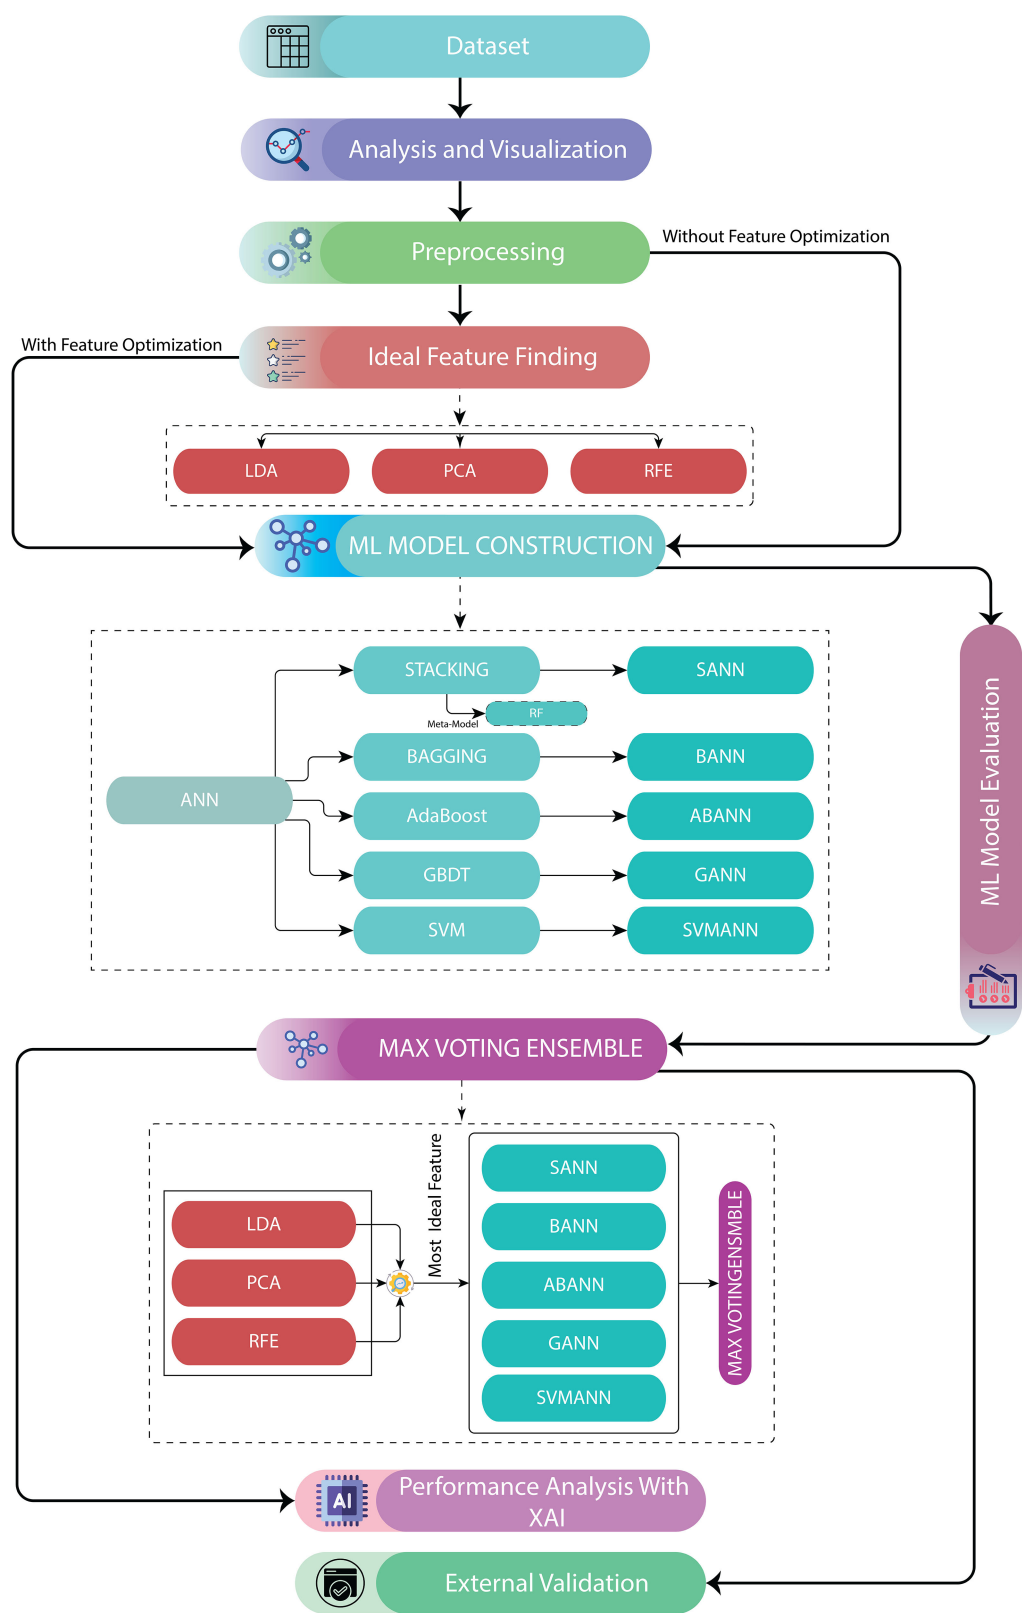 Dataset
Analysis and Visualization
Preprocessing
Without Feature Optimization
With Feature Optimization
Ideal Feature Finding
LDA
PCA
RFE
ML MODEL CONSTRUCTION
STACKING
SANN
Meta-Model
RF
BAGGING
BANN
ANN
AdaBoost
ABANN
GBDT
GANN
SVM
SVMANN
ML Model Evaluation
MAX VOTING ENSEMBLE
LDA
PCA
RFE
Most Ideal Feature
SANN
BANN
ABANN
GANN
SVMANN
MAX VOTINGENSMBLE
AI
Performance Analysis With
XAI
External Validation